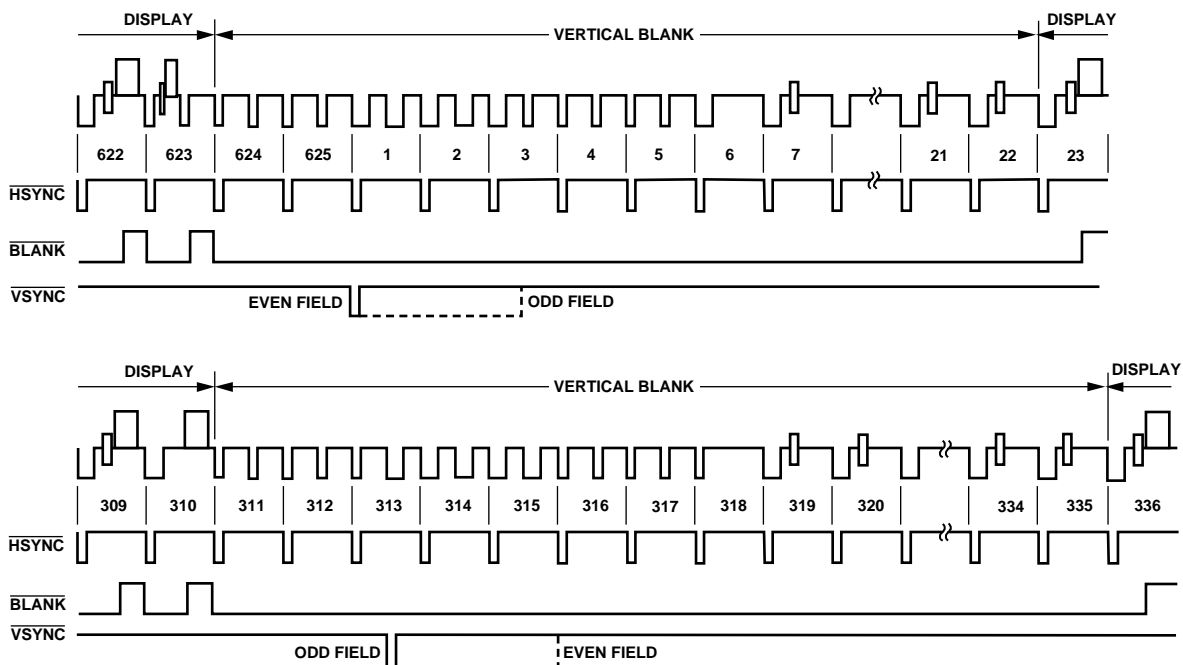 DISPLAY VERTICAL BLANK DISPLAY
622 623 624 625 1 2 3 4 5 6 7 21 22 23
HSYNC
BLANK
VSYNC EVEN FIELD ODD FIELD
DISPLAY VERTICAL BLANK DISPLAY
309 310 311 312 313 314 315 316 317 318 319 320 334 335 336
HSYNC
BLANK
VSYNC
ODD FIELD EVEN FIELD